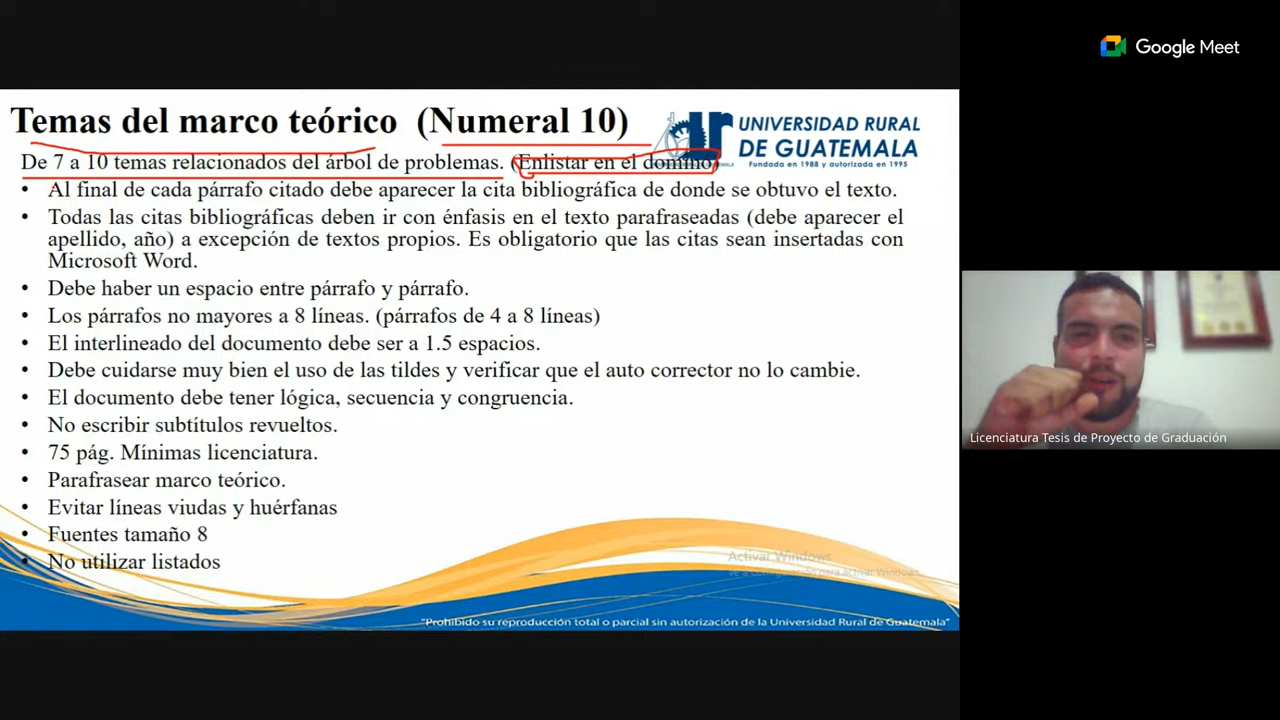 Google Meet
Temas del marco teórico (Numeral 10)
UNIVERSIDAD RURAL
DE GUATEMALA
Fundada en 1988 y autorizada en 1995
De 7 a 10 temas relacionados del árbol de problemas. (Enlistar en el dominó)
• Al final de cada párrafo citado debe aparecer la cita bibliográfica de donde se obtuvo el texto.
• Todas las citas bibliográficas deben ir con énfasis en el texto parafraseadas (debe aparecer el
apellido, año) a excepción de textos propios. Es obligatorio que las citas sean insertadas con
Microsoft Word.
• Debe haber un espacio entre párrafo y párrafo.
• Los párrafos no mayores a 8 líneas. (párrafos de 4 a 8 líneas)
• El interlineado del documento debe ser a 1.5 espacios.
• Debe cuidarse muy bien el uso de las tildes y verificar que el auto corrector no lo cambie.
• El documento debe tener lógica, secuencia y congruencia.
• No escribir subtítulos revueltos.
• 75 pág. Mínimas licenciatura.
• Parafrasear marco teórico.
• Evitar líneas viudas y huérfanas
• Fuentes tamaño 8
• No utilizar listados
Activar Windows
Ve a Configuración para activar Windows.
"Prohibido su reproducción total o parcial sin autorización de la Universidad Rural de Guatemala"
Licenciatura Tesis de Proyecto de Graduación